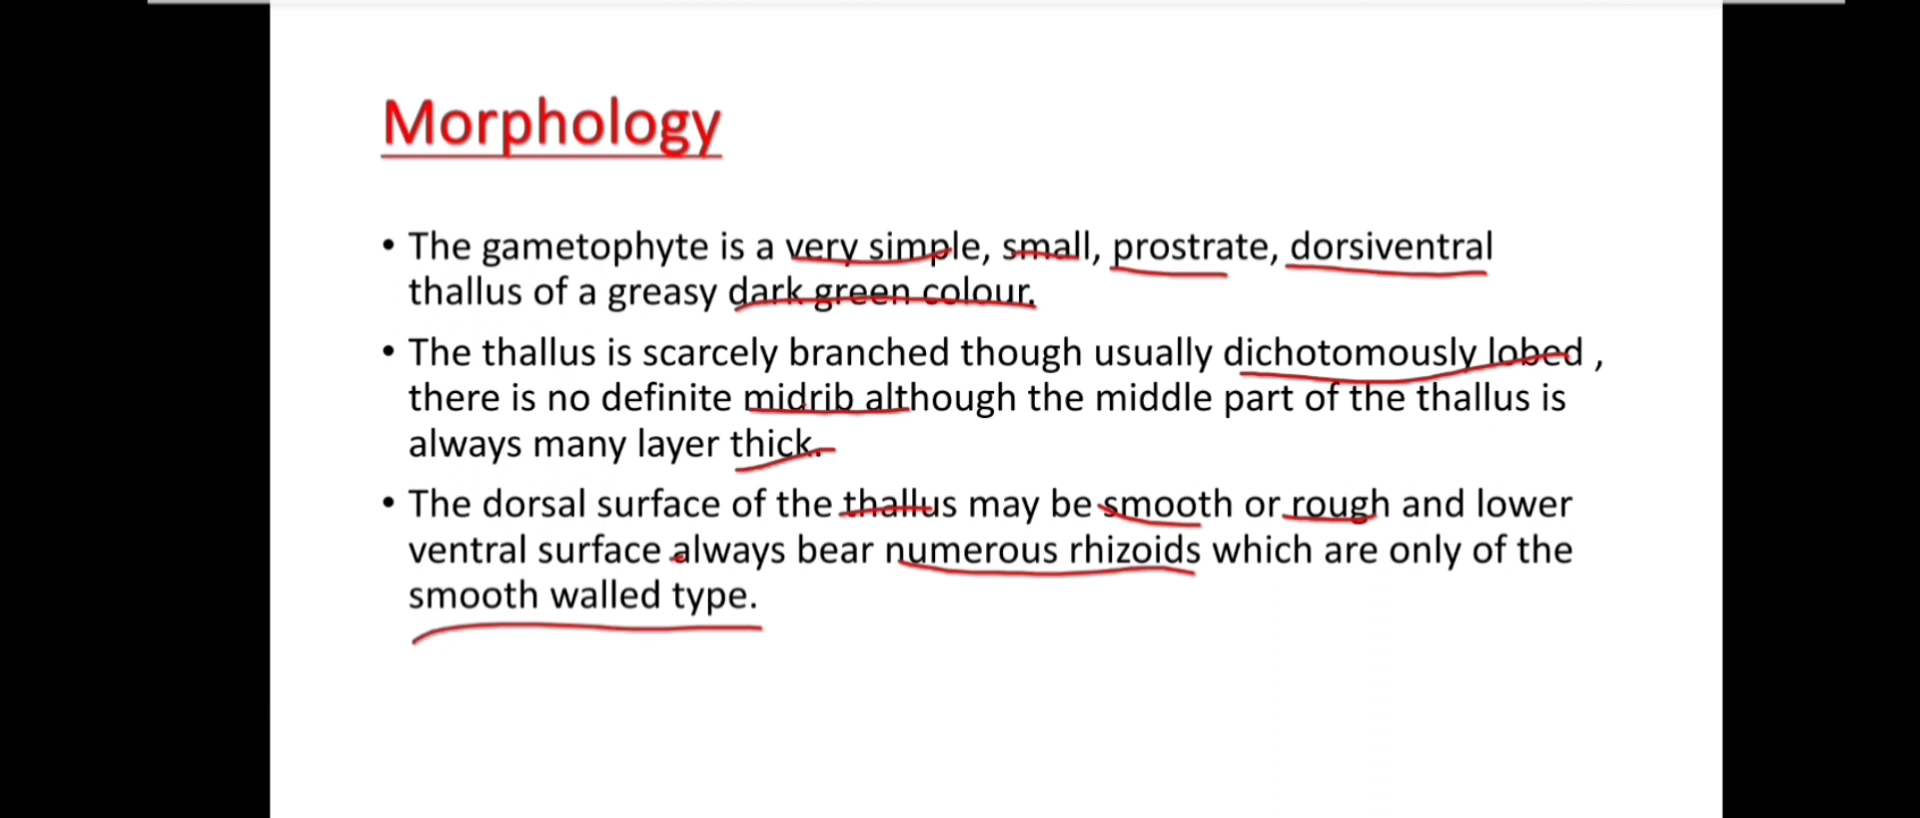 Morphology
• The gametophyte is a very simple, small, prostrate, dorsiventral
thallus of a greasy dark green colour.
• The thallus is scarcely branched though usually dichotomously lobed ,
there is no definite midrib although the middle part of the thallus is
always many layer thick.
• The dorsal surface of the thallus may be smooth or rough and lower
ventral surface always bear numerous rhizoids which are only of the
smooth walled type.